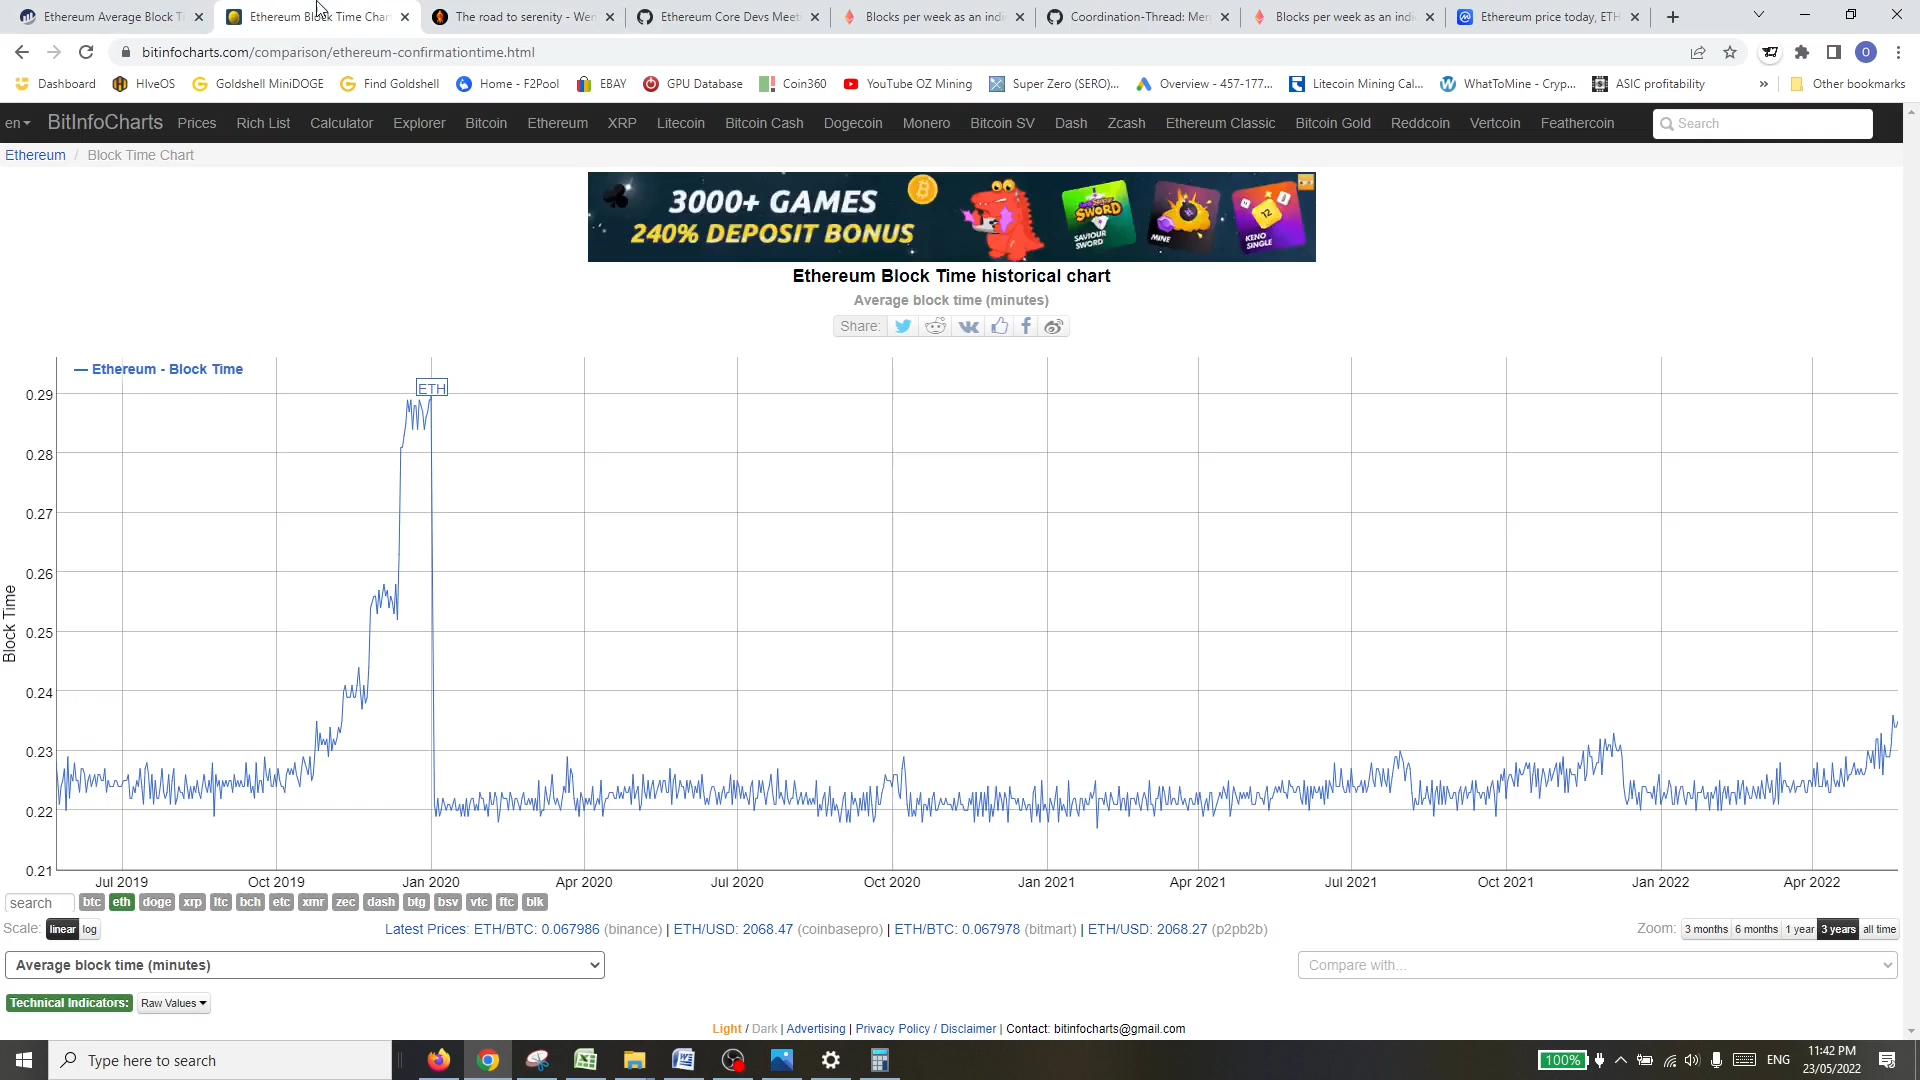 Ethereum Average Block Ti
Ethereum Block Time Char
The road to serenity - Wen
Ethereum Core Devs Meet
Blocks per week as an indi
Coordination-Thread: Mer
Blocks per week as an indi
Ethereum price today, ETH
bitinfocharts.com/comparison/ethereum-confirmationtime.html
O
Dashboard HIveOS Goldshell MiniDOGE Find Goldshell Home - F2Pool EBAY GPU Database Coin360 YouTube OZ Mining Super Zero (SERO)... Overview - 457-177... Litecoin Mining Cal... WhatToMine - Cryp... ASIC profitability » Other bookmarks
en BitInfoCharts Prices Rich List Calculator Explorer Bitcoin Ethereum XRP Litecoin Bitcoin Cash Dogecoin Monero Bitcoin SV Dash Zcash Ethereum Classic Bitcoin Gold Reddcoin Vertcoin Feathercoin Search
Ethereum / Block Time Chart
3000+ GAMES
240% DEPOSIT BONUS
SUPER SWORD
SAVIOUR SWORD
MINE
12
KENO SINGLE
Ethereum Block Time historical chart
Average block time (minutes)
Share:
Ethereum - Block Time
ETH
0.29
0.28
0.27
0.26
0.25
0.24
0.23
0.22
0.21
Block Time
Jul 2019 Oct 2019 Jan 2020 Apr 2020 Jul 2020 Oct 2020 Jan 2021 Apr 2021 Jul 2021 Oct 2021 Jan 2022 Apr 2022
search btc eth doge xrp ltc bch etc xmr zec dash btg bsv vtc ftc blk
Scale: linear log
Latest Prices: ETH/BTC: 0.067986 (binance) | ETH/USD: 2068.47 (coinbasepro) | ETH/BTC: 0.067978 (bitmart) | ETH/USD: 2068.27 (p2pb2b)
Zoom: 3 months 6 months 1 year 3 years all time
Average block time (minutes)
Compare with...
Technical Indicators: Raw Values
Light / Dark | Advertising | Privacy Policy / Disclaimer | Contact: bitinfocharts@gmail.com
Type here to search
100%
ENG
11:42 PM
23/05/2022